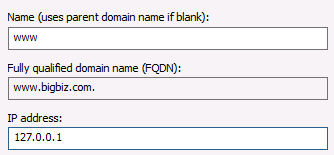 Name (uses parent domain name if blank):
www
Fully qualified domain name (FQDN):
www.bigbiz.com.
IP address:
127.0.0.1